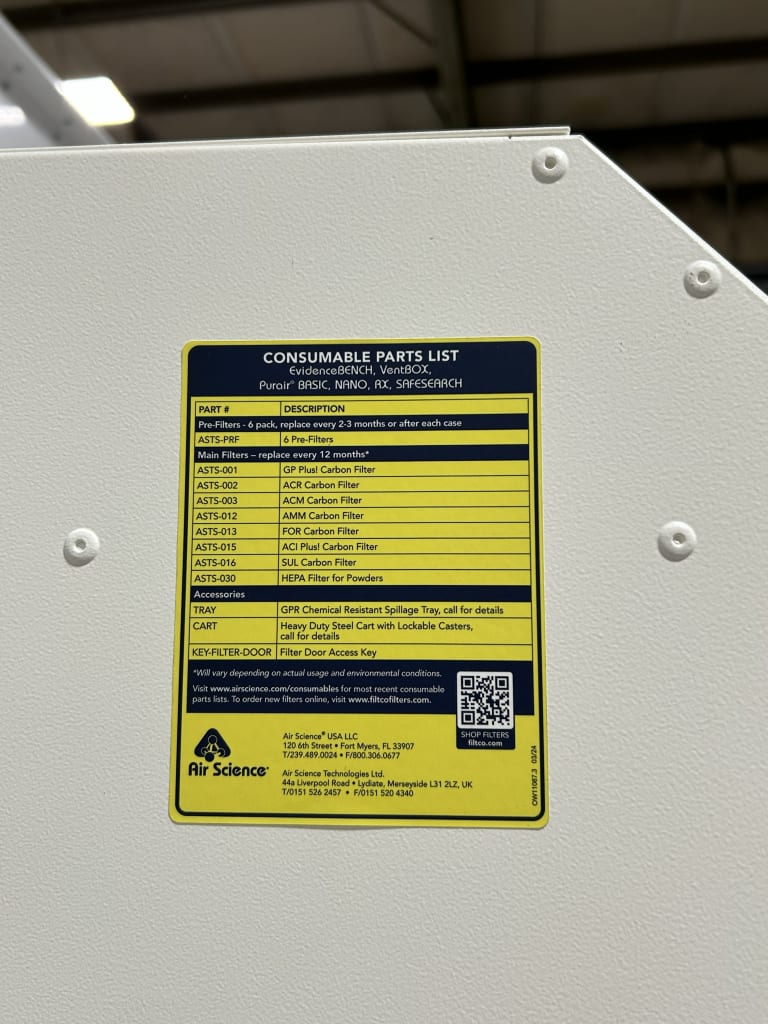 CONSUMABLE PARTS LIST
EvidenceBENCH, VentBOX,
Purair® BASIC, NANO, RX, SAFESEARCH
PART # DESCRIPTION
Pre-Filters - 6 pack, replace every 2-3 months or after each case
ASTS-PRF 6 Pre-Filters
Main Filters – replace every 12 months*
ASTS-001 GP Plus! Carbon Filter
ASTS-002 ACR Carbon Filter
ASTS-003 ACM Carbon Filter
ASTS-012 AMM Carbon Filter
ASTS-013 FOR Carbon Filter
ASTS-015 ACI Plus! Carbon Filter
ASTS-016 SUL Carbon Filter
ASTS-030 HEPA Filter for Powders
Accessories
TRAY GPR Chemical Resistant Spillage Tray, call for details
CART Heavy Duty Steel Cart with Lockable Casters,
call for details
KEY-FILTER-DOOR Filter Door Access Key
*Will vary depending on actual usage and environmental conditions.
Visit www.airscience.com/consumables for most recent consumable
parts lists. To order new filters online, visit www.filtcofilters.com.
SHOP FILTERS
filtco.com
Air Science®
Air Science® USA LLC
120 6th Street • Fort Myers, FL 33907
T/239.489.0024 • F/800.306.0677
Air Science Technologies Ltd.
44a Liverpool Road • Lydiate, Merseyside L31 2LZ, UK
T/0151 526 2457 • F/0151 520 4340
OW11087.3 03/24